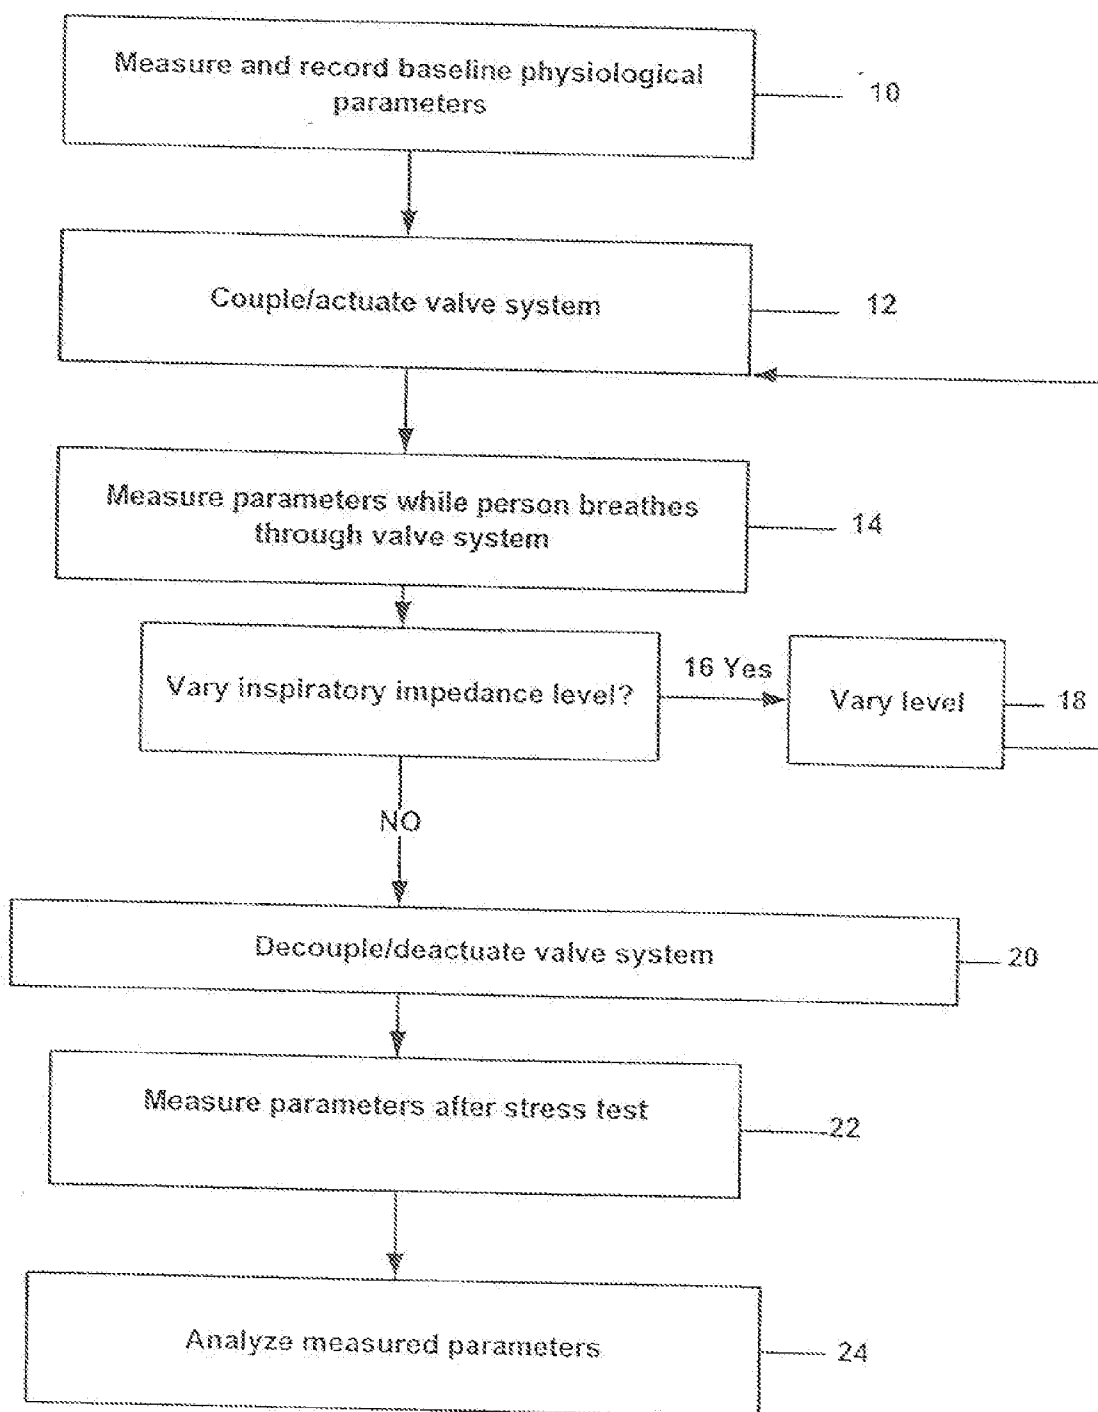 Measure and record baseline physiological
parameters
10
Couple/actuate valve system
12
Measure parameters while person breathes
through valve system
14
Vary inspiratory impedance level?
16 Yes
Vary level
18
NO
Decouple/deactuate valve system
20
Measure parameters after stress test
22
Analyze measured parameters
24